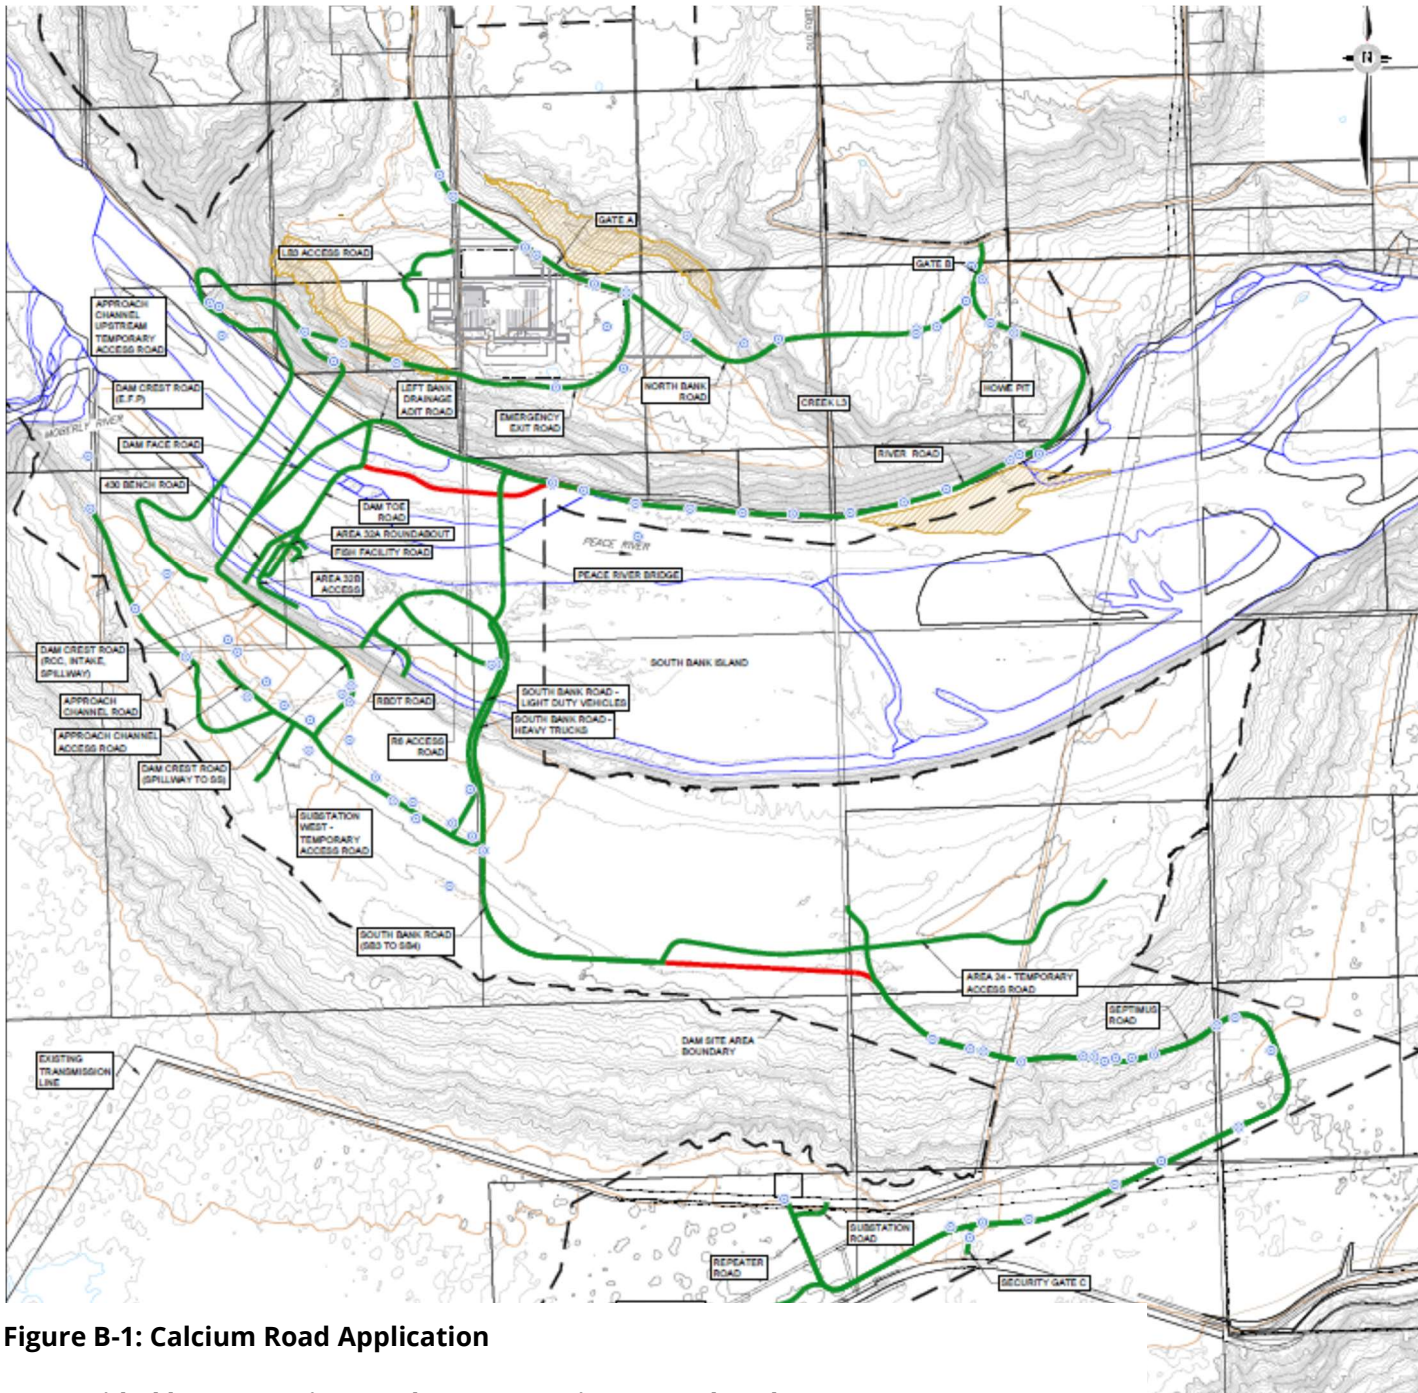 N
GATE A
LB3 ACCESS ROAD
GATE B
APPROACH
CHANNEL
UPSTREAM
TEMPORARY
ACCESS ROAD
DAM CREST ROAD
(E.F.P)
LEFT BANK
DRAINAGE
ADIT ROAD
NORTH BANK
ROAD
HOWE PIT
CREEK L3
EMERGENCY
EXIT ROAD
MOBERLY RIVER
DAM FACE ROAD
RIVER ROAD
430 BENCH ROAD
DAM TOE
ROAD
AREA 32A ROUNDABOUT
FISH FACILITY ROAD
PEACE RIVER
AREA 32B
ACCESS
PEACE RIVER BRIDGE
DAM CREST ROAD
(RCC, INTAKE,
SPILLWAY)
SOUTH BANK ISLAND
APPROACH
CHANNEL ROAD
RBDT ROAD
SOUTH BANK ROAD -
LIGHT DUTY VEHICLES
SOUTH BANK ROAD -
HEAVY TRUCKS
APPROACH CHANNEL
ACCESS ROAD
R6 ACCESS
ROAD
DAM CREST ROAD
(SPILLWAY TO SS)
SUBSTATION
WEST -
TEMPORARY
ACCESS ROAD
SOUTH BANK ROAD
(SB3 TO SB4)
AREA 24 - TEMPORARY
ACCESS ROAD
SEPTIMUS
ROAD
DAM SITE AREA
BOUNDARY
EXISTING
TRANSMISSION
LINE
SUBSTATION
ROAD
REPEATER
ROAD
SECURITY GATE C
Figure B-1: Calcium Road Application